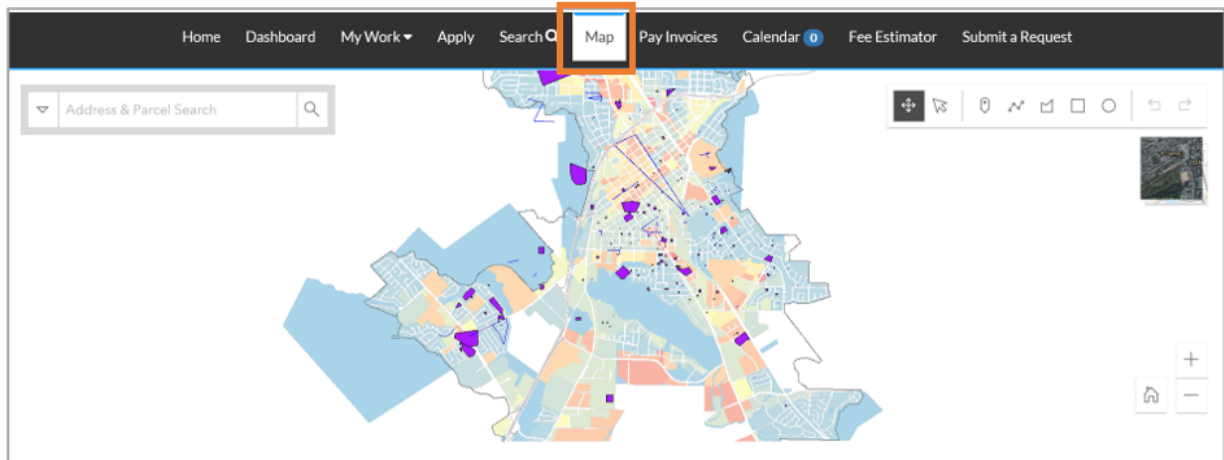 Home Dashboard My Work Apply Search Map Pay Invoices Calendar 0 Fee Estimator Submit a Request
Address & Parcel Search